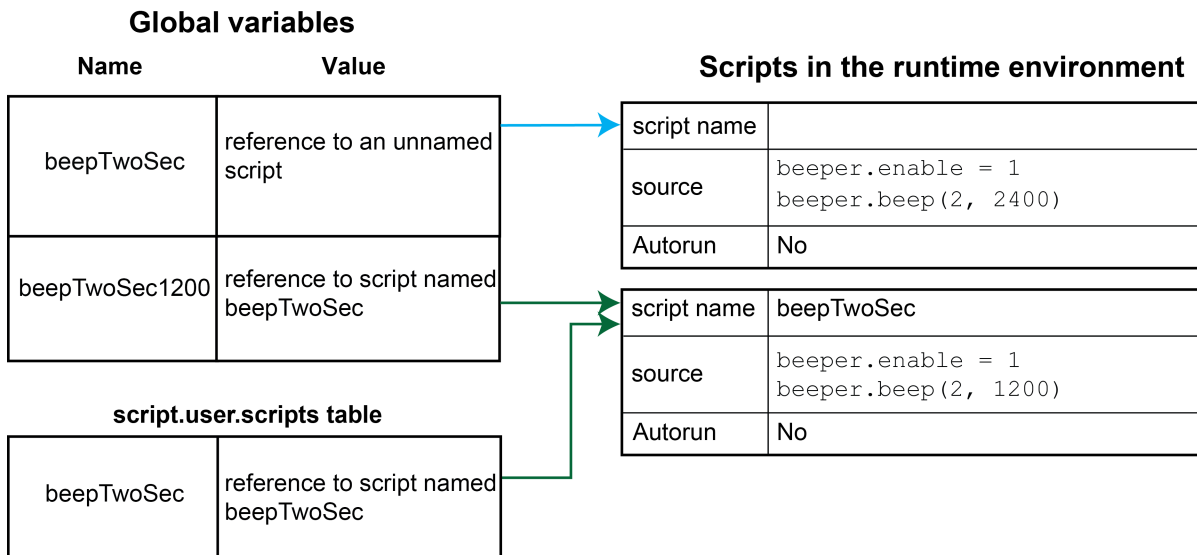 Global variables
Name Value
beepTwoSec
reference to an unnamed
script
beepTwoSec1200
reference to script named
beepTwoSec
script.user.scripts table
beepTwoSec
reference to script named
beepTwoSec
Scripts in the runtime environment
script name
source
beeper.enable = 1
beeper.beep(2, 2400)
Autorun No
script name beepTwoSec
source
beeper.enable = 1
beeper.beep(2, 1200)
Autorun No